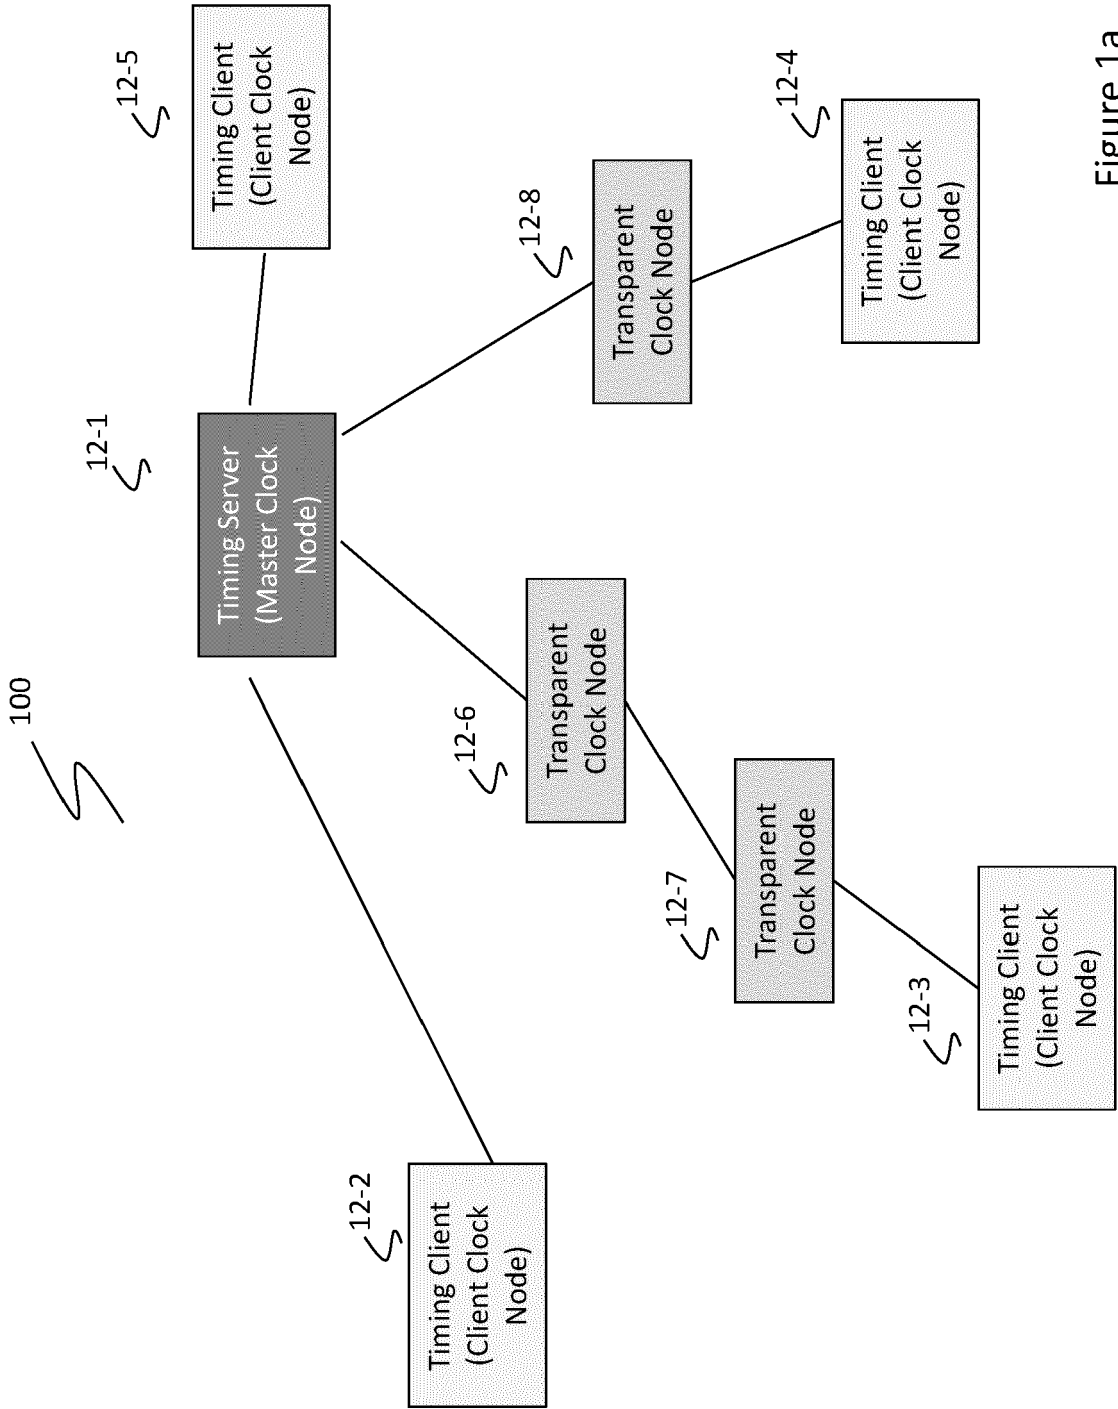 100
12-1
Timing Server
(Master Clock
Node)
12-5
Timing Client
(Client Clock
Node)
12-2
Timing Client
(Client Clock
Node)
12-6
Transparent
Clock Node
12-8
Transparent
Clock Node
12-7
Transparent
Clock Node
12-4
Timing Client
(Client Clock
Node)
12-3
Timing Client
(Client Clock
Node)
Figure 1a